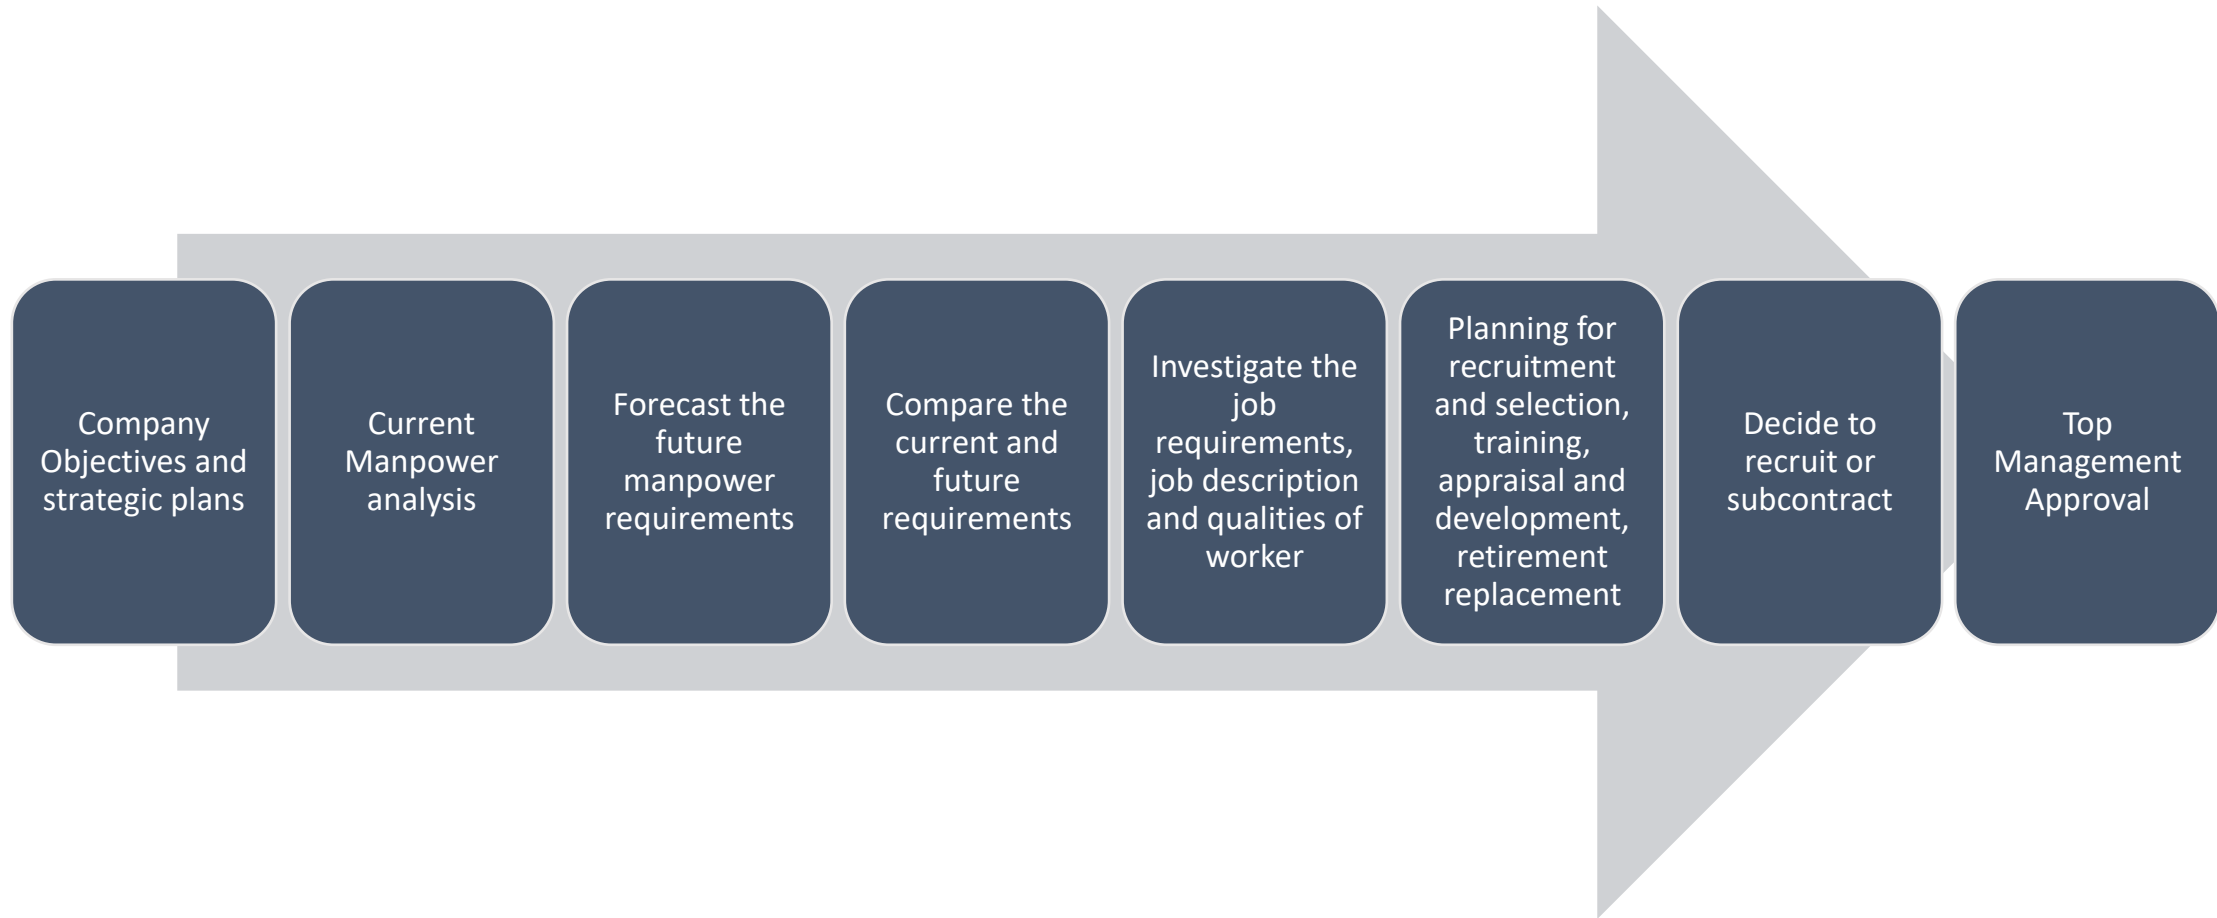 Company
Objectives and
strategic plans
Current
Manpower
analysis
Forecast the
future
manpower
requirements
Compare the
current and
future
requirements
Investigate the
job
requirements,
job description
and qualities of
worker
Planning for
recruitment
and selection,
training,
appraisal and
development,
retirement
replacement
Decide to
recruit or
subcontract
Top
Management
Approval